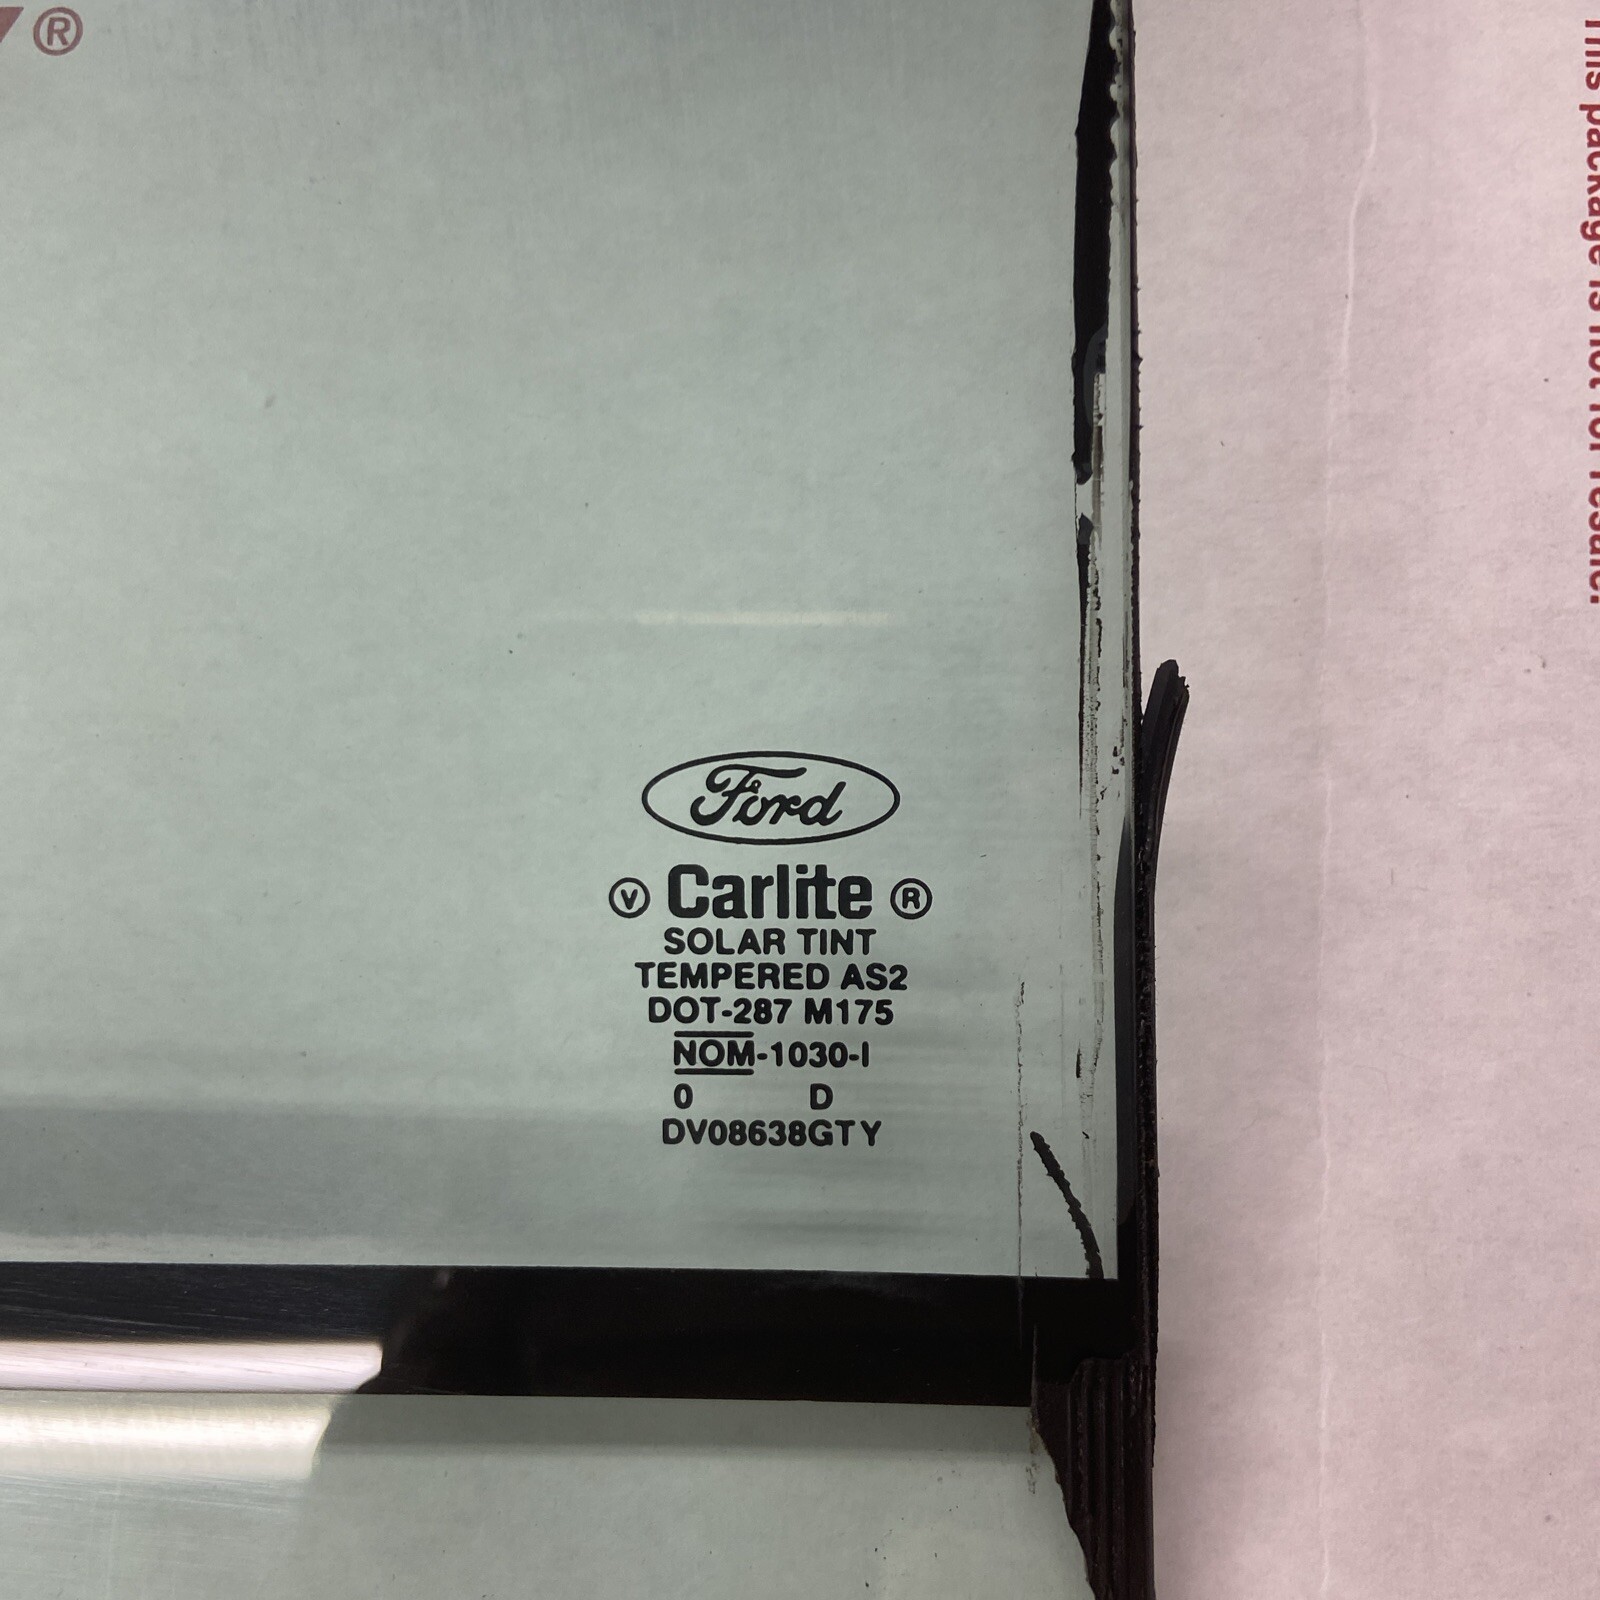 ®
This package is not for resale.
Ford
V Carlite ®
SOLAR TINT
TEMPERED AS2
DOT-287 M175
NOM-1030-I
0 D
DV08638GTY